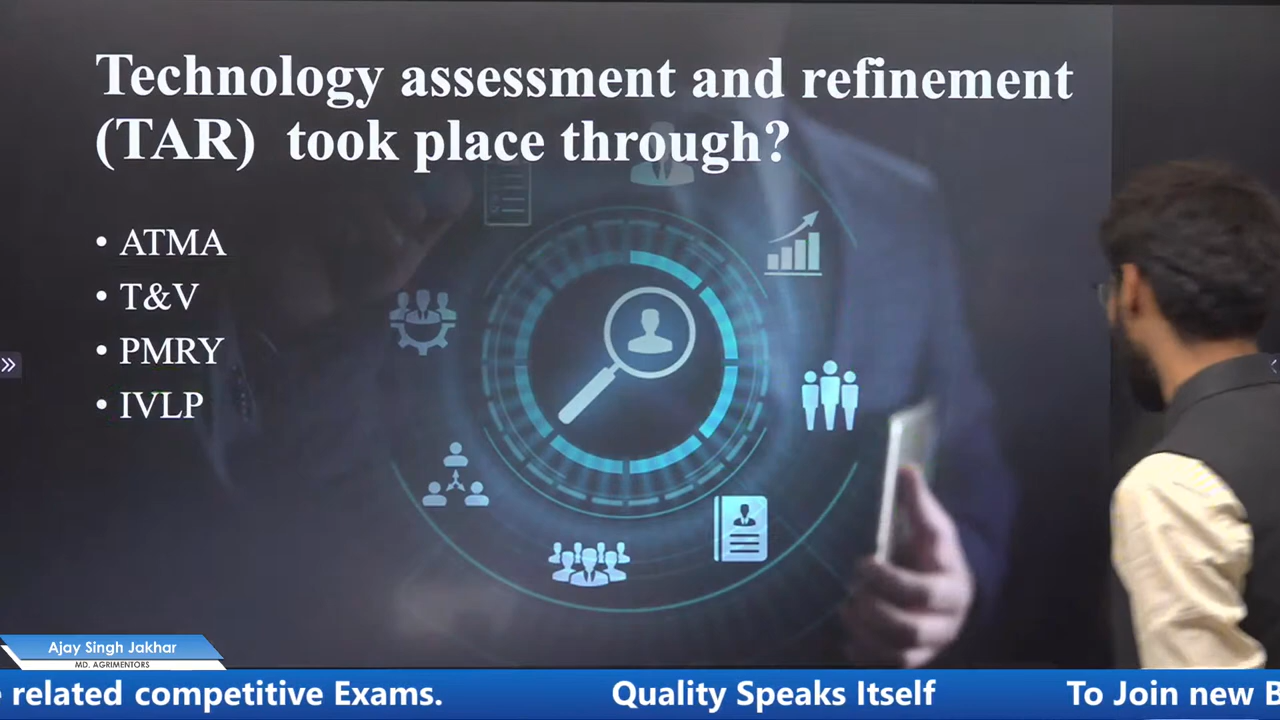 Technology assessment and refinement
(TAR) took place through?
• ATMA
• T&V
• PMRY
• IVLP
Ajay Singh Jakhar
MD. AGRIMENTORS
related competitive Exams. Quality Speaks Itself To Join new